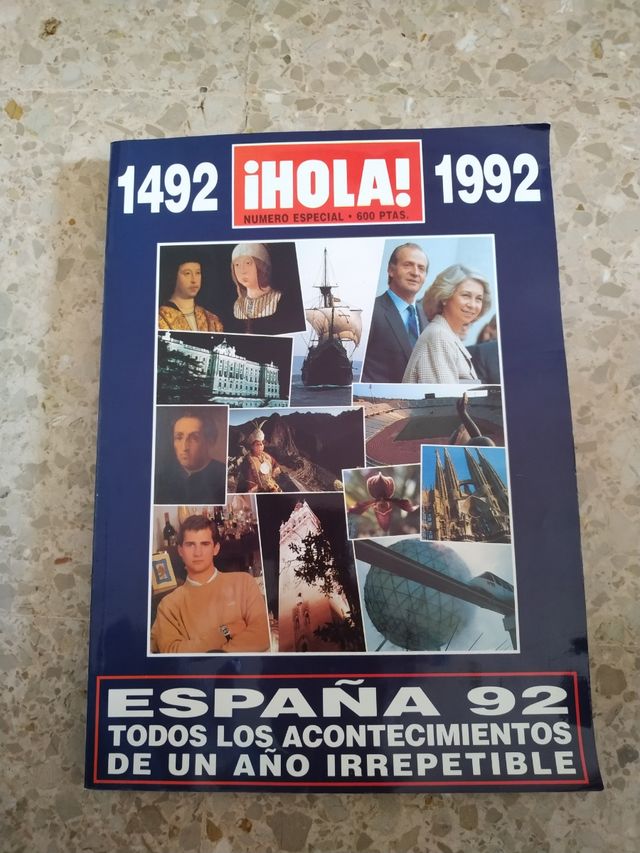 1492 ¡HOLA! 1992
NUMERO ESPECIAL • 600 PTAS.
ESPAÑA 92
TODOS LOS ACONTECIMIENTOS
DE UN AÑO IRREPETIBLE